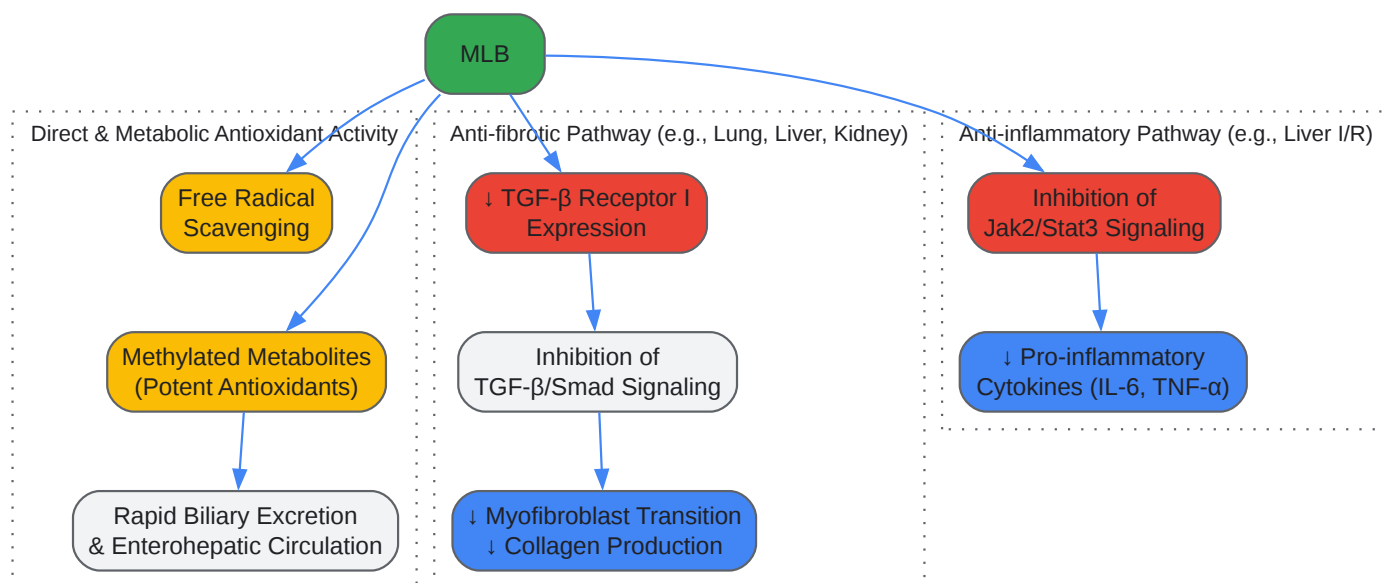 MLB
Direct & Metabolic Antioxidant Activity
Free Radical
Scavenging
Methylated Metabolites
(Potent Antioxidants)
Rapid Biliary Excretion
& Enterohepatic Circulation
Anti-fibrotic Pathway (e.g., Lung, Liver, Kidney)
↓ TGF-β Receptor I
Expression
Inhibition of
TGF-β/Smad Signaling
↓ Myofibroblast Transition
↓ Collagen Production
Anti-inflammatory Pathway (e.g., Liver I/R)
Inhibition of
Jak2/Stat3 Signaling
↓ Pro-inflammatory
Cytokines (IL-6, TNF-α)